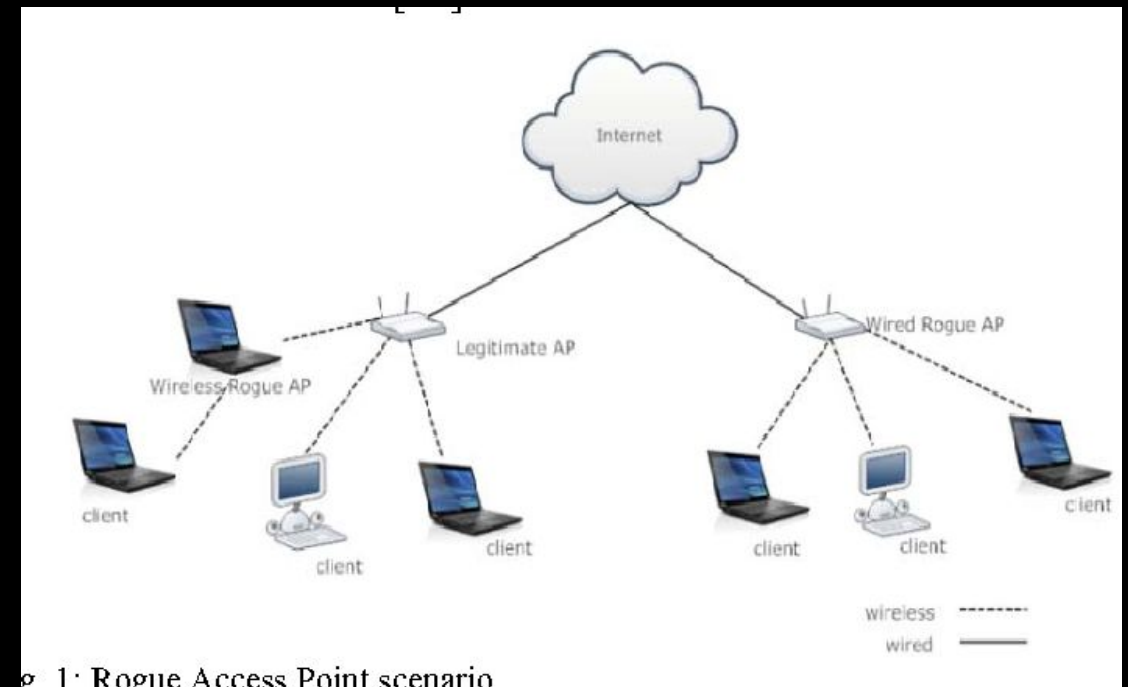 Internet
Legitimate AP
Wired Rogue AP
Wireless Rogue AP
client
client
client
client
client
client
wireless
wired
g. 1: Rogue Access Point scenario